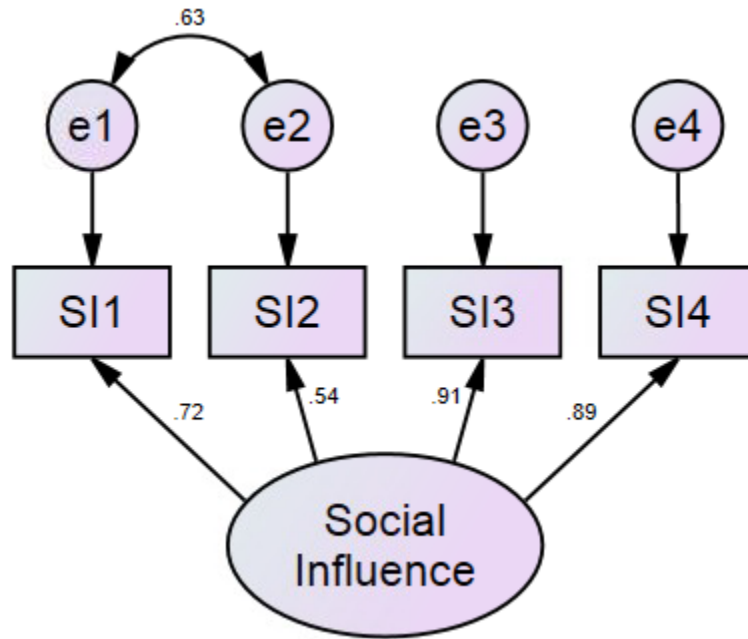 .63
e1 e2 e3 e4
SI1 SI2 SI3 SI4
.72 .54 .91 .89
Social
Influence